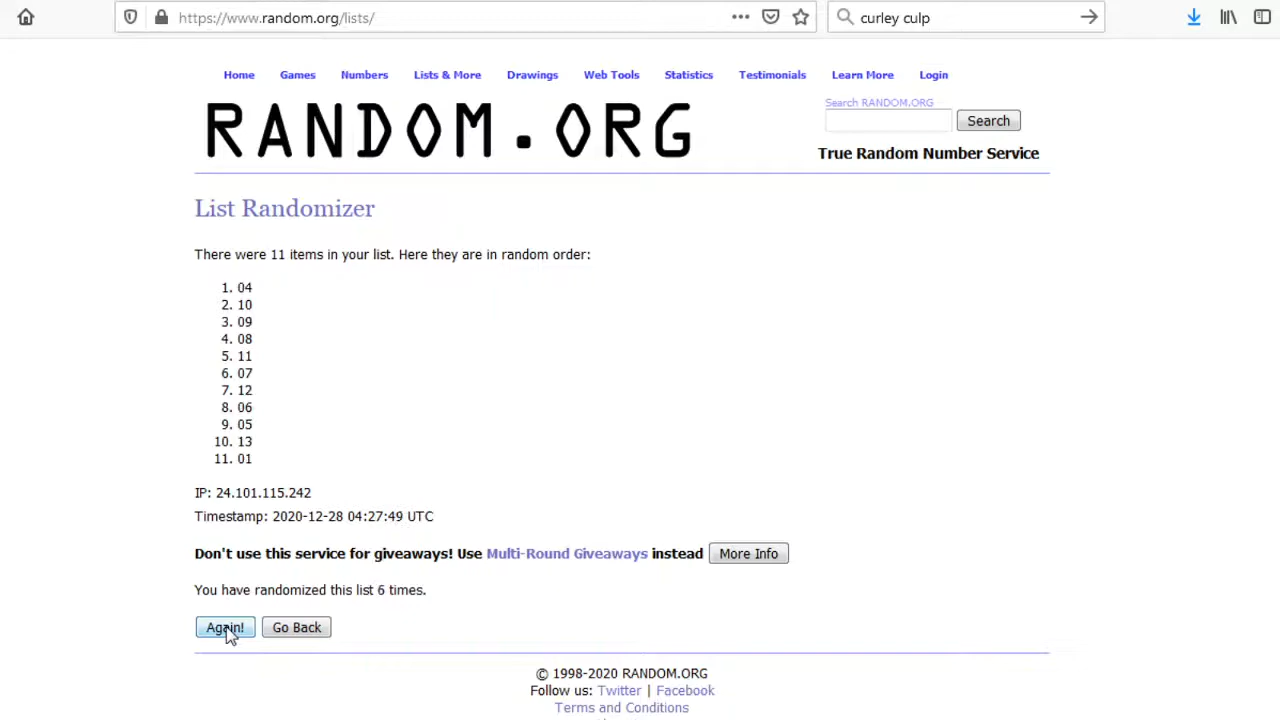 https://www.random.org/lists/
curley culp
Home Games Numbers Lists & More Drawings Web Tools Statistics Testimonials Learn More Login
RANDOM.ORG
Search RANDOM.ORG
Search
True Random Number Service
List Randomizer
There were 11 items in your list. Here they are in random order:
1. 04
2. 10
3. 09
4. 08
5. 11
6. 07
7. 12
8. 06
9. 05
10. 13
11. 01
IP: 24.101.115.242
Timestamp: 2020-12-28 04:27:49 UTC
Don't use this service for giveaways! Use Multi-Round Giveaways instead More Info
You have randomized this list 6 times.
Again! Go Back
© 1998-2020 RANDOM.ORG
Follow us: Twitter | Facebook
Terms and Conditions